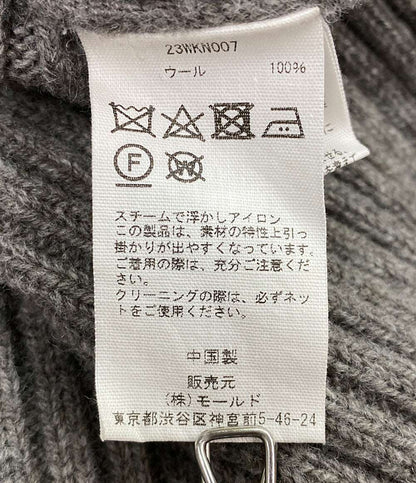 23WKN007
ウール 100%
F
W
スチームで浮かしアイロン
この製品は、素材の特性上引っ
掛かりが出やすくなっています。
ご着用の際は、充分ご注意くだ
さい。
クリーニングの際は、必ずネッ
トをご使用ください。
中国製
販売元
(株)モールド
東京都渋谷区神宮前5-46-24